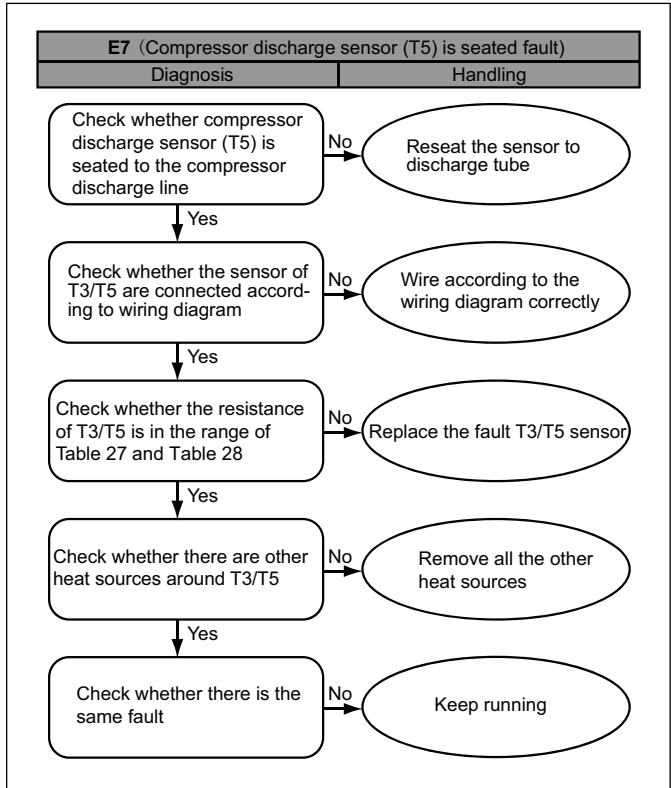 E7 (Compressor discharge sensor (T5) is seated fault)
Diagnosis
Handling
Check whether compressor
discharge sensor (T5) is
seated to the compressor
discharge line
No
Reseat the sensor to
discharge tube
Yes
Check whether the sensor of
T3/T5 are connected accord-
ing to wiring diagram
No
Wire according to the
wiring diagram correctly
Yes
Check whether the resistance
of T3/T5 is in the range of
Table 27 and Table 28
No
Replace the fault T3/T5 sensor
Yes
Check whether there are other
heat sources around T3/T5
No
Remove all the other
heat sources
Yes
Check whether there is the
same fault
No
Keep running